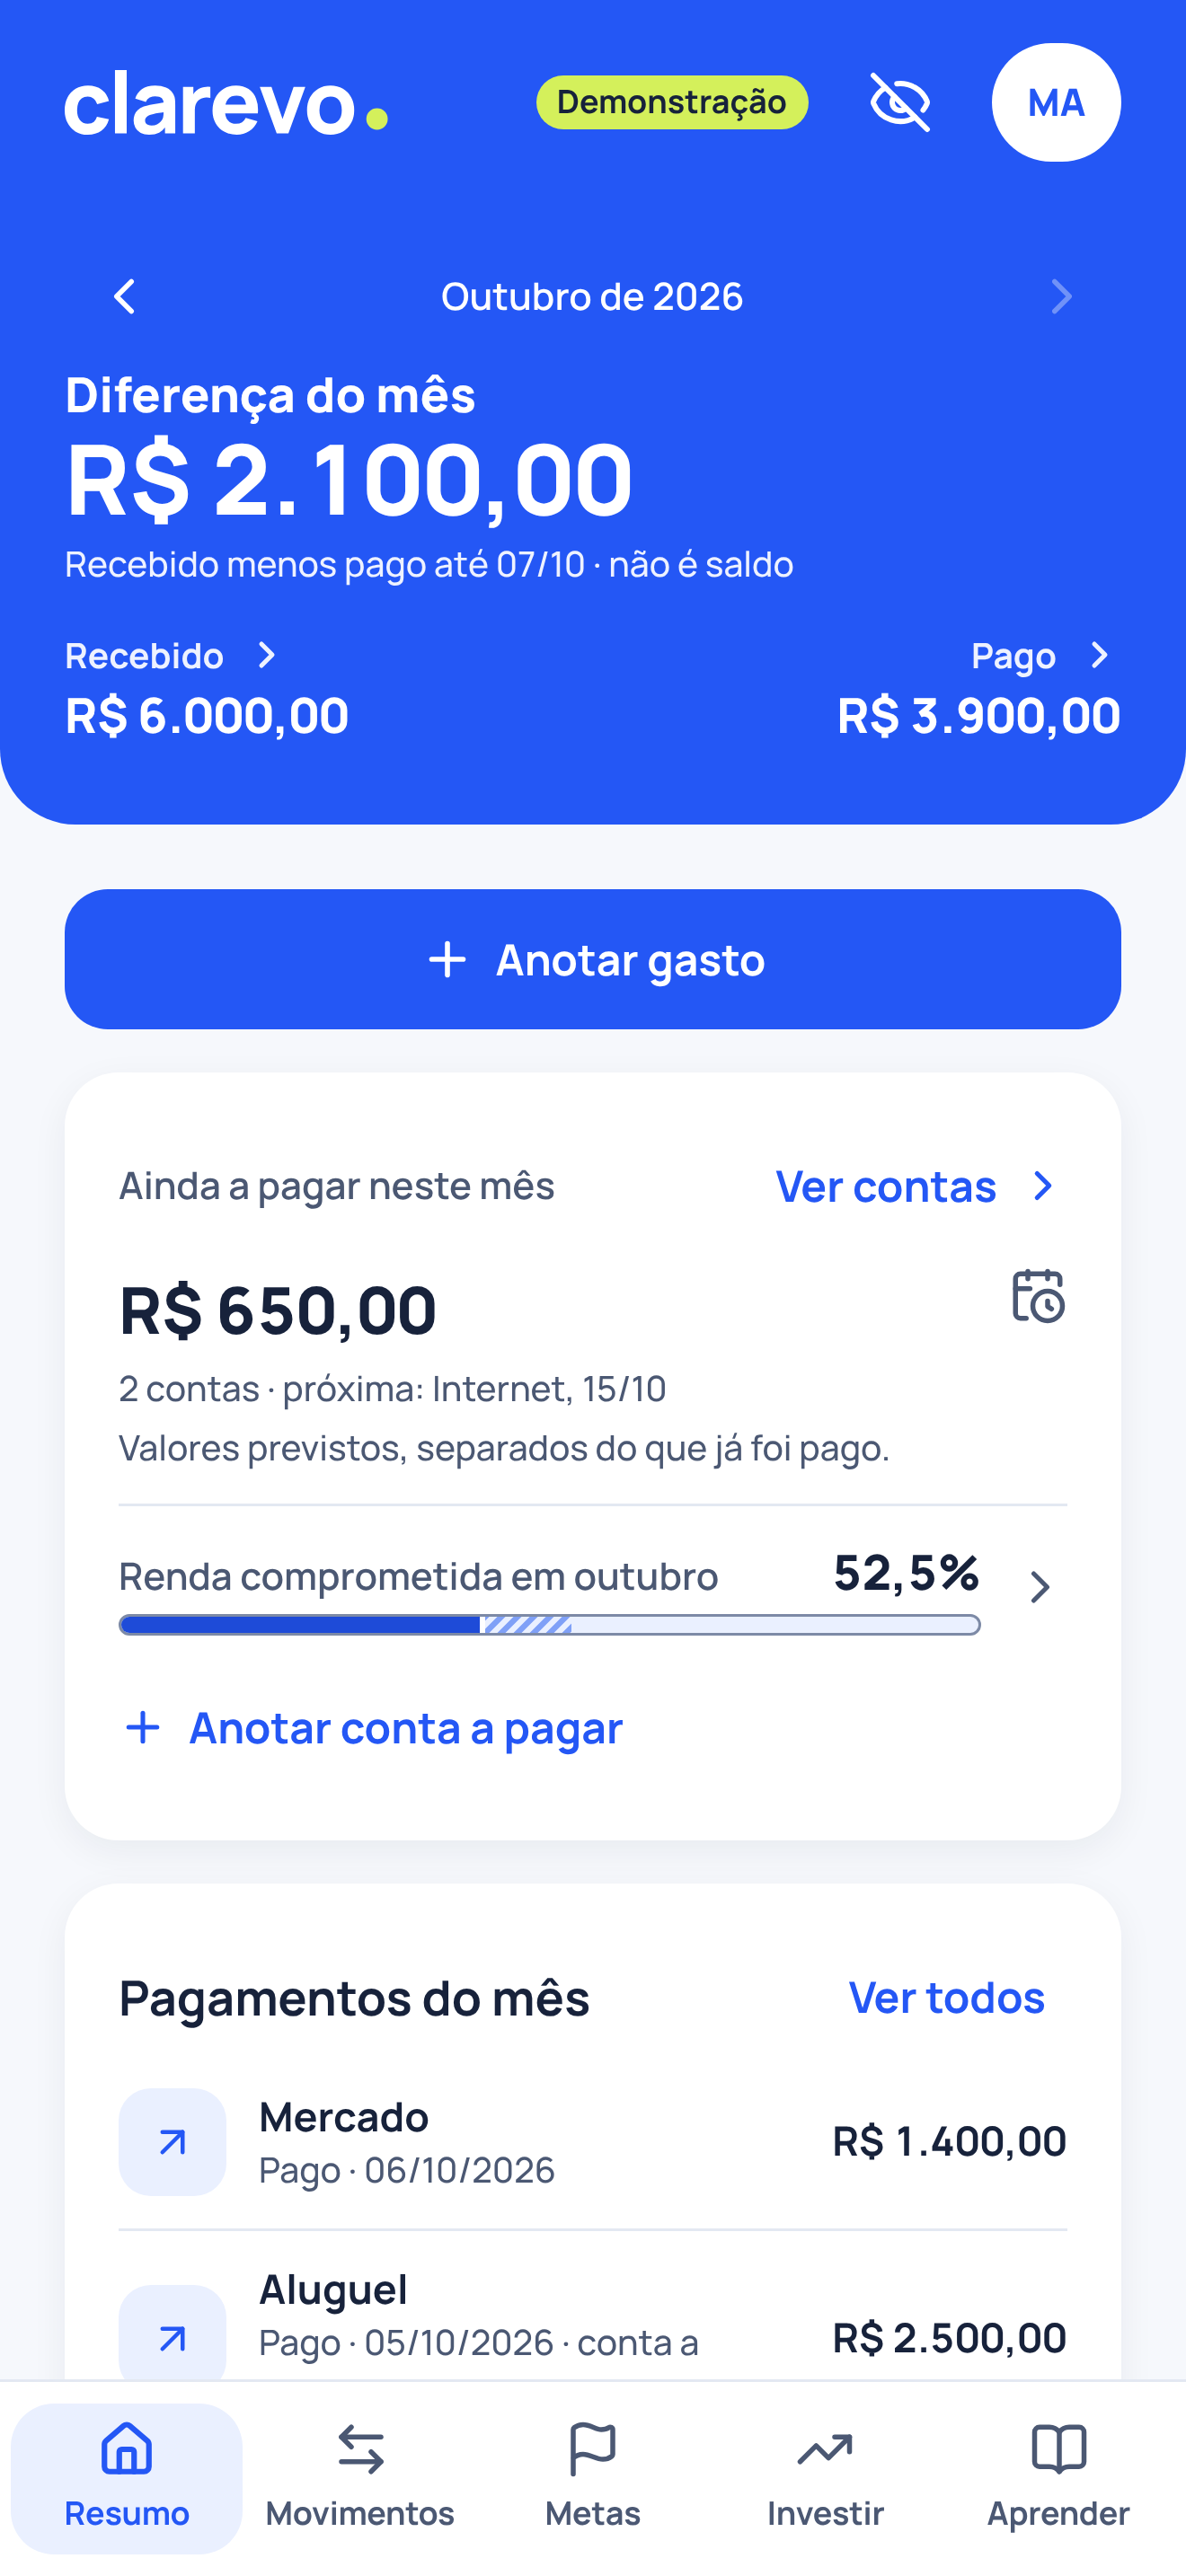 clarevo.
Demonstração
MA
Outubro de 2026
Diferença do mês
R$ 2.100,00
Recebido menos pago até 07/10 · não é saldo
Recebido
Pago
R$ 6.000,00
R$ 3.900,00
Anotar gasto
Ainda a pagar neste mês
Ver contas
R$ 650,00
2 contas · próxima: Internet, 15/10
Valores previstos, separados do que já foi pago.
Renda comprometida em outubro
52,5%
Anotar conta a pagar
Pagamentos do mês
Ver todos
Mercado
Pago · 06/10/2026
R$ 1.400,00
Aluguel
Pago · 05/10/2026 · conta a
R$ 2.500,00
Resumo
Movimentos
Metas
Investir
Aprender